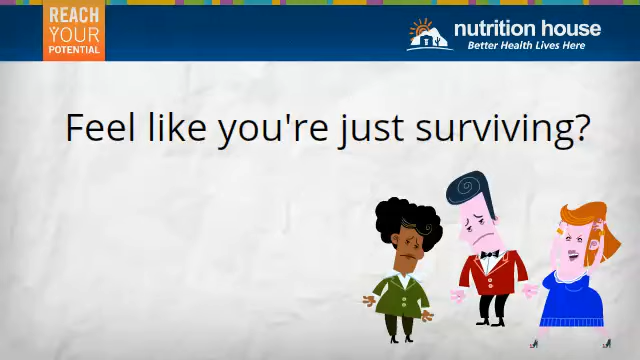 REACH
YOUR
POTENTIAL
nutrition house
Better Health Lives Here
Feel like you're just surviving?